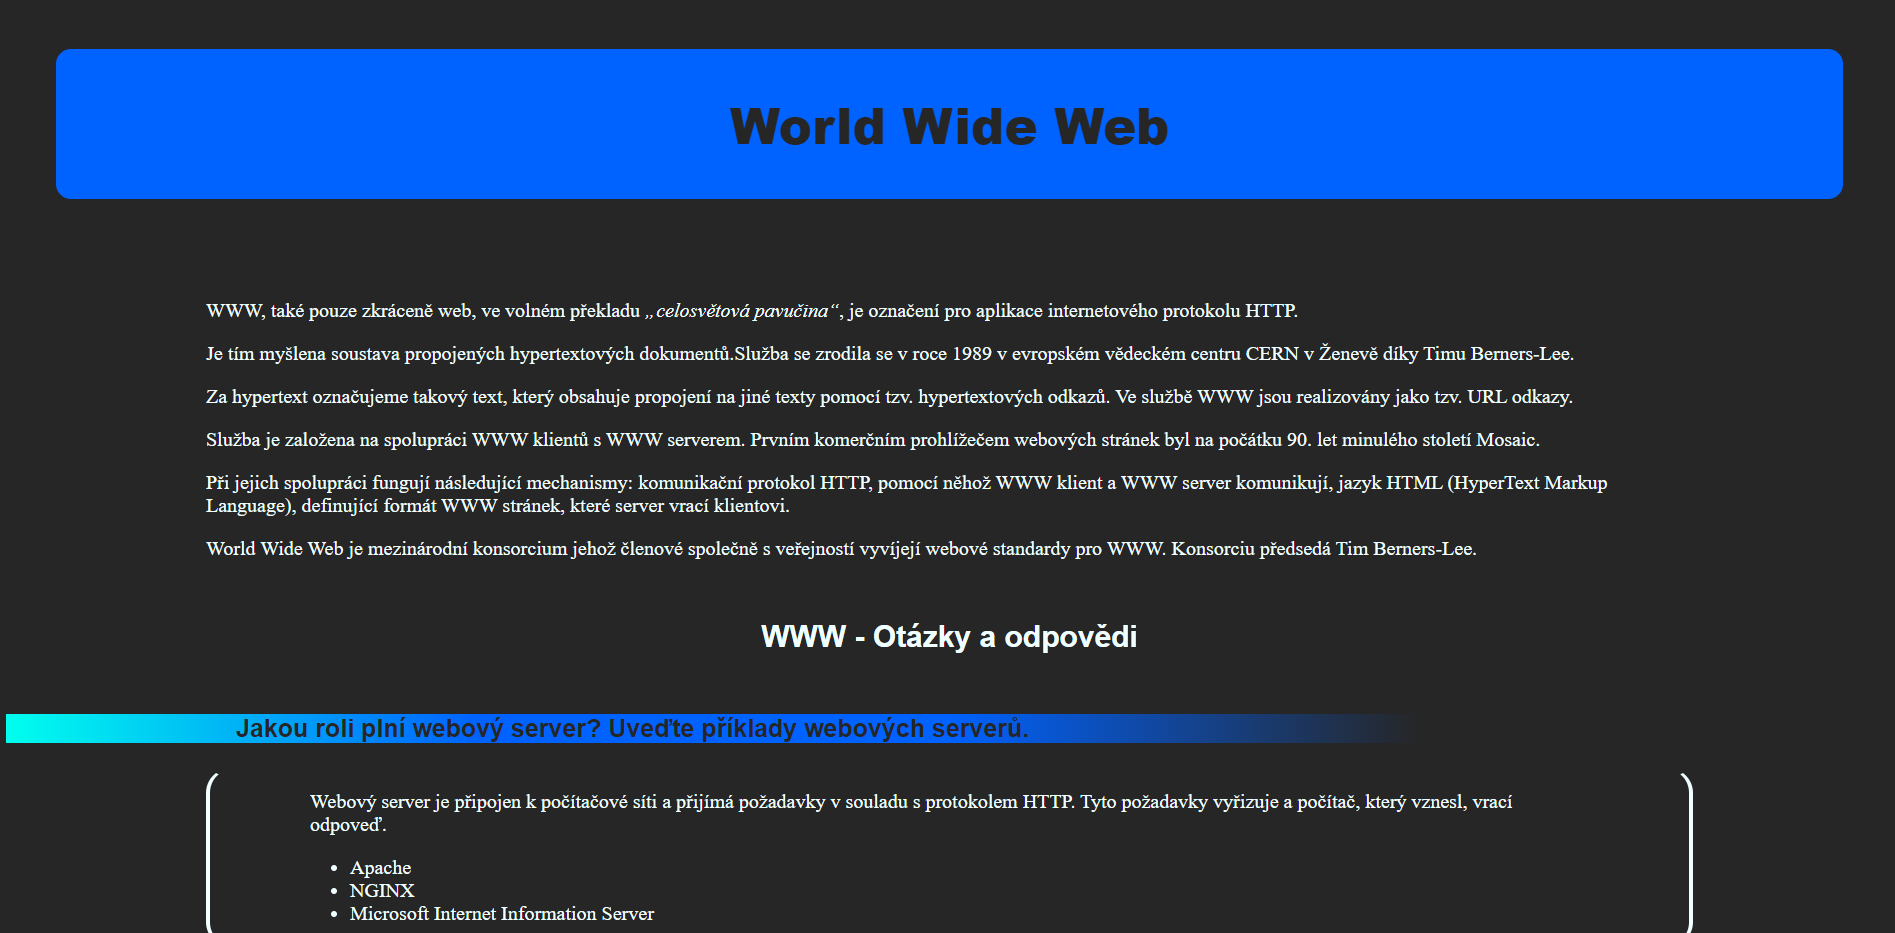 World Wide Web
WWW, také pouze zkráceně web, ve volném překladu „celosvětová pavučina“, je označení pro aplikace internetového protokolu HTTP.
Je tím myšlena soustava propojených hypertextových dokumentů.Služba se zrodila se v roce 1989 v evropském vědeckém centru CERN v Ženevě díky Timu Berners-Lee.
Za hypertext označujeme takový text, který obsahuje propojení na jiné texty pomocí tzv. hypertextových odkazů. Ve službě WWW jsou realizovány jako tzv. URL odkazy.
Služba je založena na spolupráci WWW klientů s WWW serverem. Prvním komerčním prohlížečem webových stránek byl na počátku 90. let minulého století Mosaic.
Při jejich spolupráci fungují následující mechanismy: komunikační protokol HTTP, pomocí něhož WWW klient a WWW server komunikují, jazyk HTML (HyperText Markup
Language), definující formát WWW stránek, které server vrací klientovi.
World Wide Web je mezinárodní konsorcium jehož členové společně s veřejností vyvíjejí webové standardy pro WWW. Konsorciu předsedá Tim Berners-Lee.
WWW - Otázky a odpovědi
Jakou roli plní webový server? Uveďte příklady webových serverů.
Webový server je připojen k počítačové síti a přijímá požadavky v souladu s protokolem HTTP. Tyto požadavky vyřizuje a počítač, který vznesl, vrací
odpoveď.
• Apache
• NGINX
• Microsoft Internet Information Server